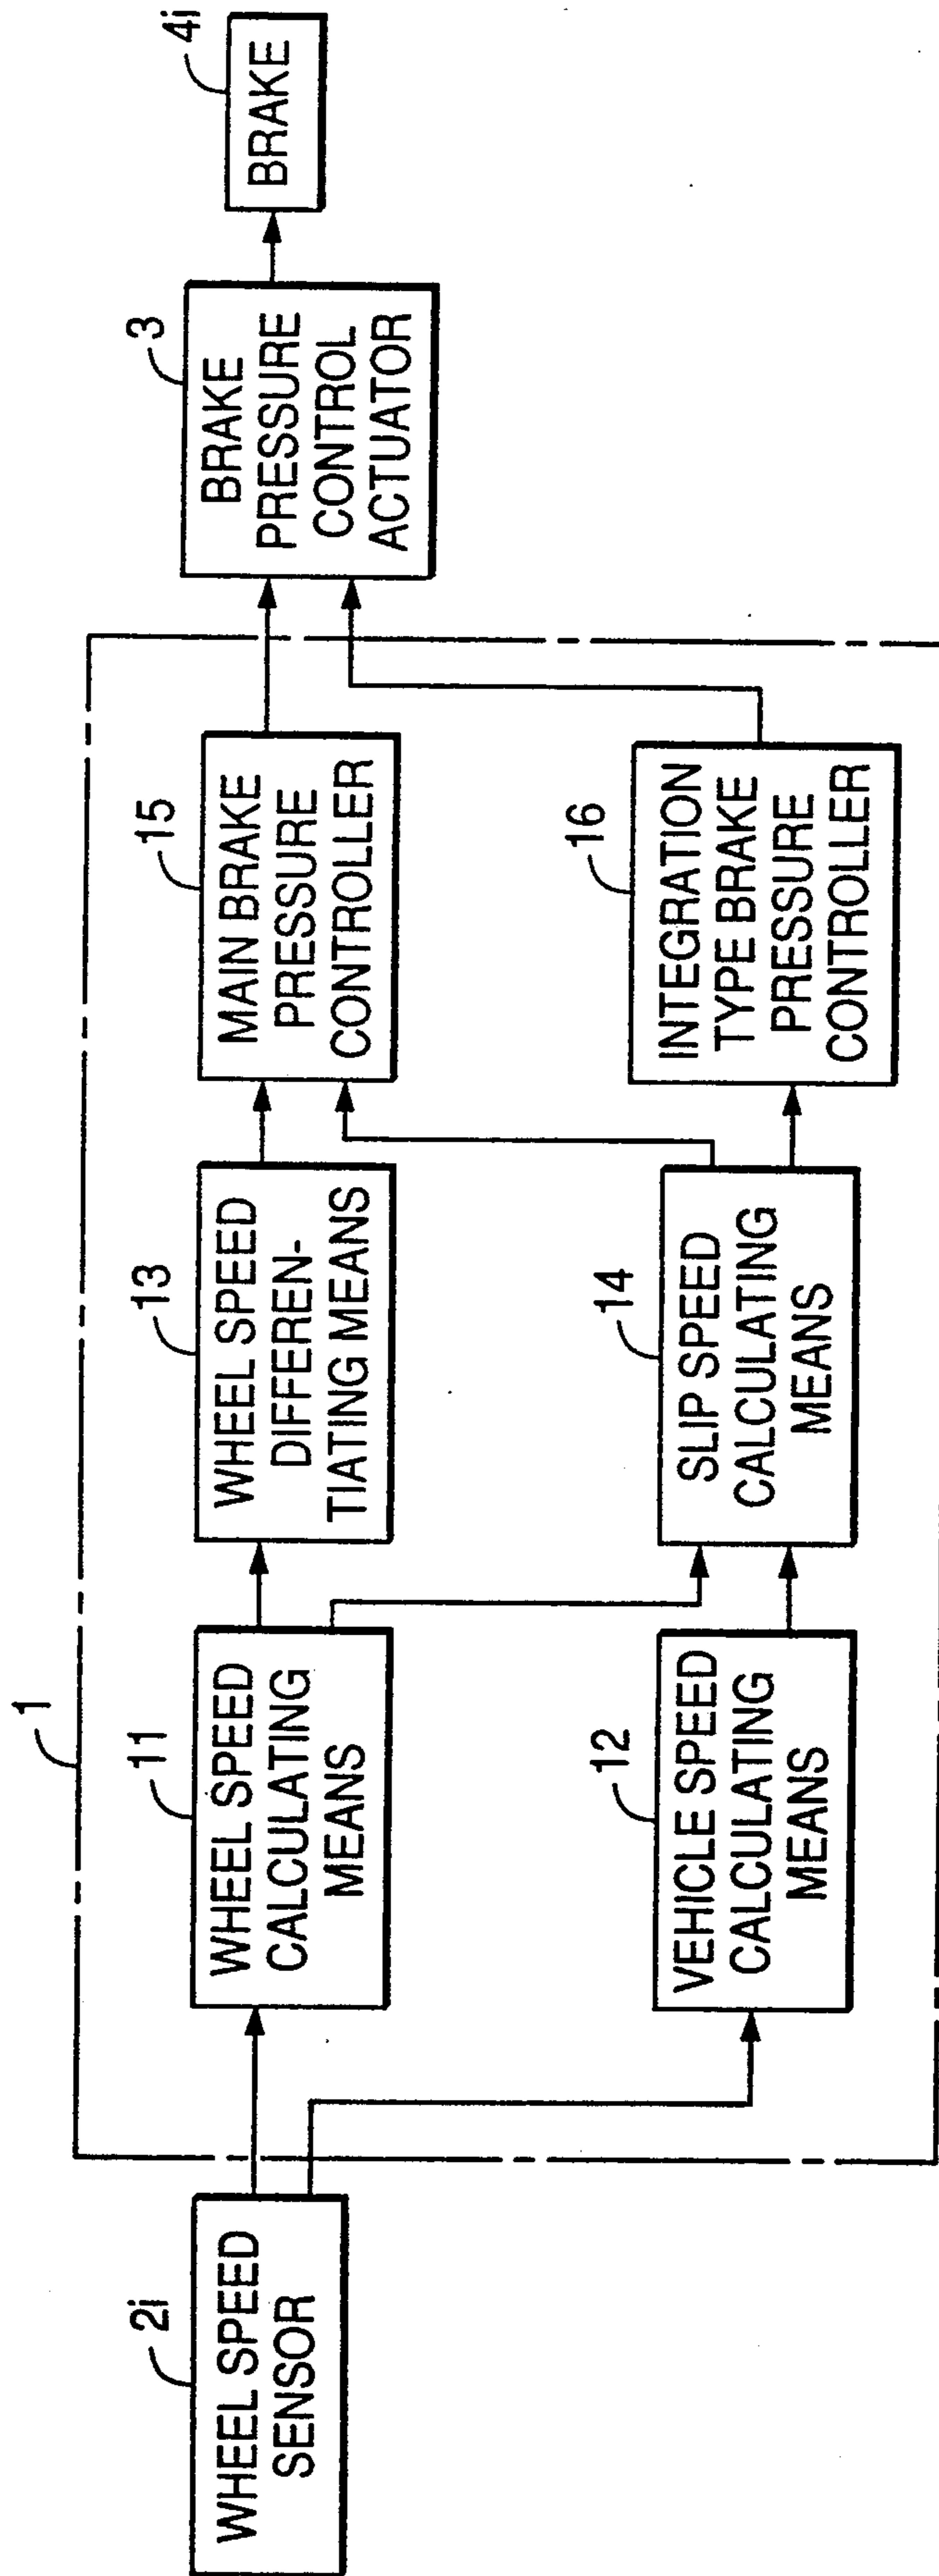 1
2i
WHEEL SPEED
SENSOR
11
WHEEL SPEED
CALCULATING
MEANS
12
VEHICLE SPEED
CALCULATING
MEANS
13
WHEEL SPEED
DIFFEREN-
TIATING MEANS
14
SLIP SPEED
CALCULATING
MEANS
15
MAIN BRAKE
PRESSURE
CONTROLLER
16
INTEGRATION
TYPE BRAKE
PRESSURE
CONTROLLER
3
BRAKE
PRESSURE
CONTROL
ACTUATOR
4i
BRAKE